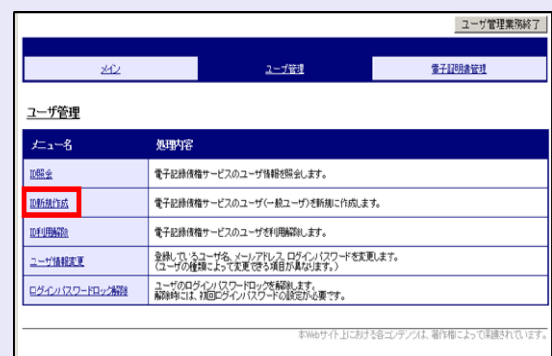 ユーザ管理業務終了
メイン
ユーザ管理
電子証明書管理
ユーザ管理
メニュー名
処理内容
ID照会
電子記録債権サービスのユーザ情報を照会します。
ID新規作成
電子記録債権サービスのユーザ(一般ユーザ)を新規に作成します。
ID利用解除
電子記録債権サービスのユーザを利用解除します。
ユーザ情報変更
登録しているユーザ名、メールアドレス、ログインパスワードを変更します。
(ユーザの種類によって変更できる項目が異なります。)
ログインパスワードロック解除
ユーザのログインパスワードロックを解除します。
解除時には、初回ログインパスワードの設定が必要です。
本Webサイト上における各コンテンツは、著作権によって保護されています。